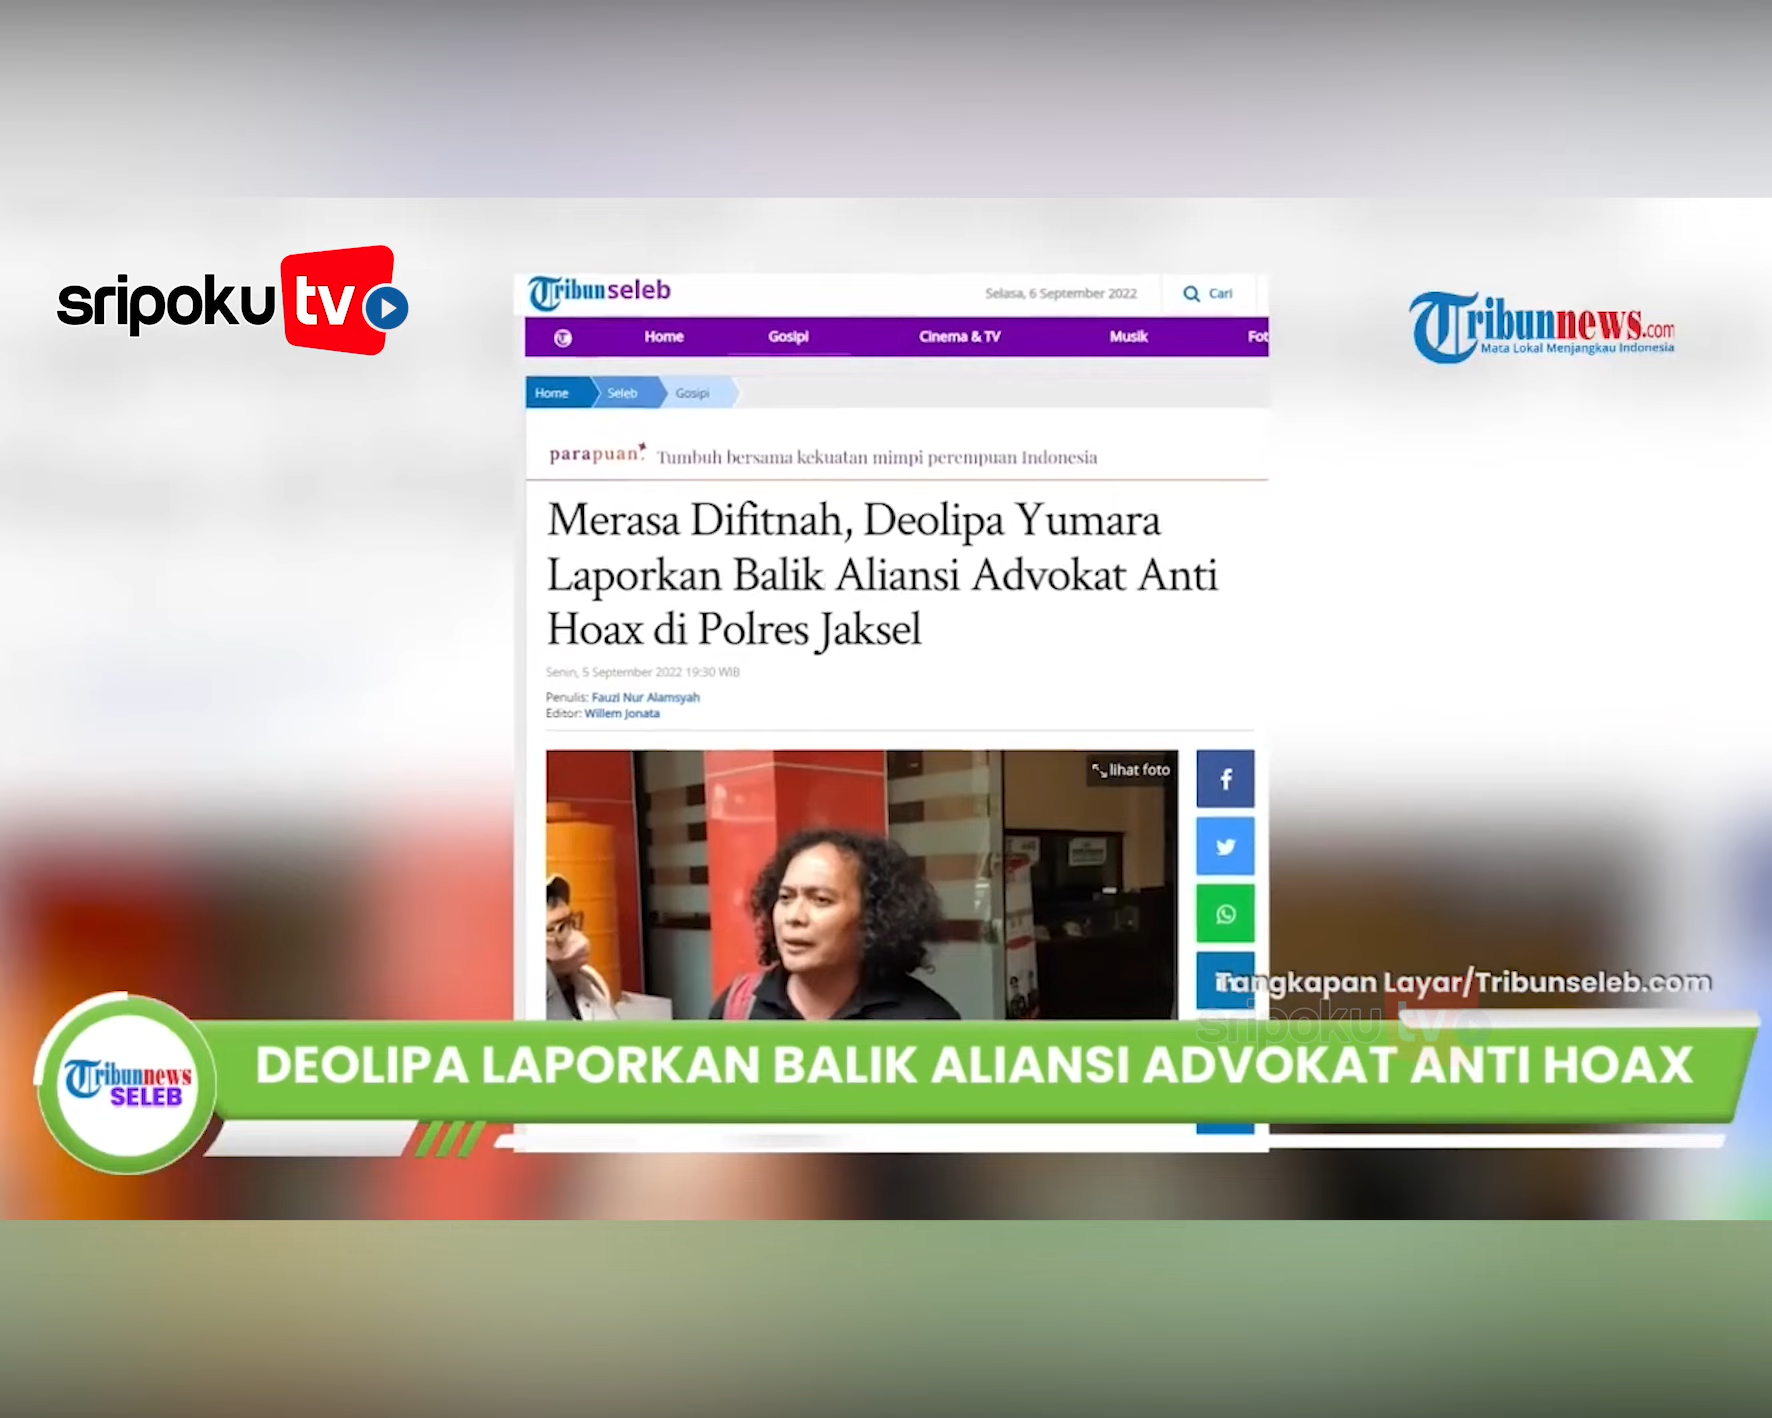 sripoku tv
Tribunseleb
Selasa, 6 September 2022
Cari
Home
Gosipi
Cinema & TV
Musik
Fot
Tribunnews.com
Mata Lokal Menjangkau Indonesia
Home
Seleb
Gosipi
parapuan. Tumbuh bersama kekuatan mimpi perempuan Indonesia
Merasa Difitnah, Deolipa Yumara
Laporkan Balik Aliansi Advokat Anti
Hoax di Polres Jaksel
Senin, 5 September 2022 19:30 WIB
Penulis: Fauzi Nur Alamsyah
Editor: Willem Jonata
lihat foto
Tangkapan Layar/Tribunseleb.com
sripoku tv
Tribunnews
SELEB
DEOLIPA LAPORKAN BALIK ALIANSI ADVOKAT ANTI HOAX